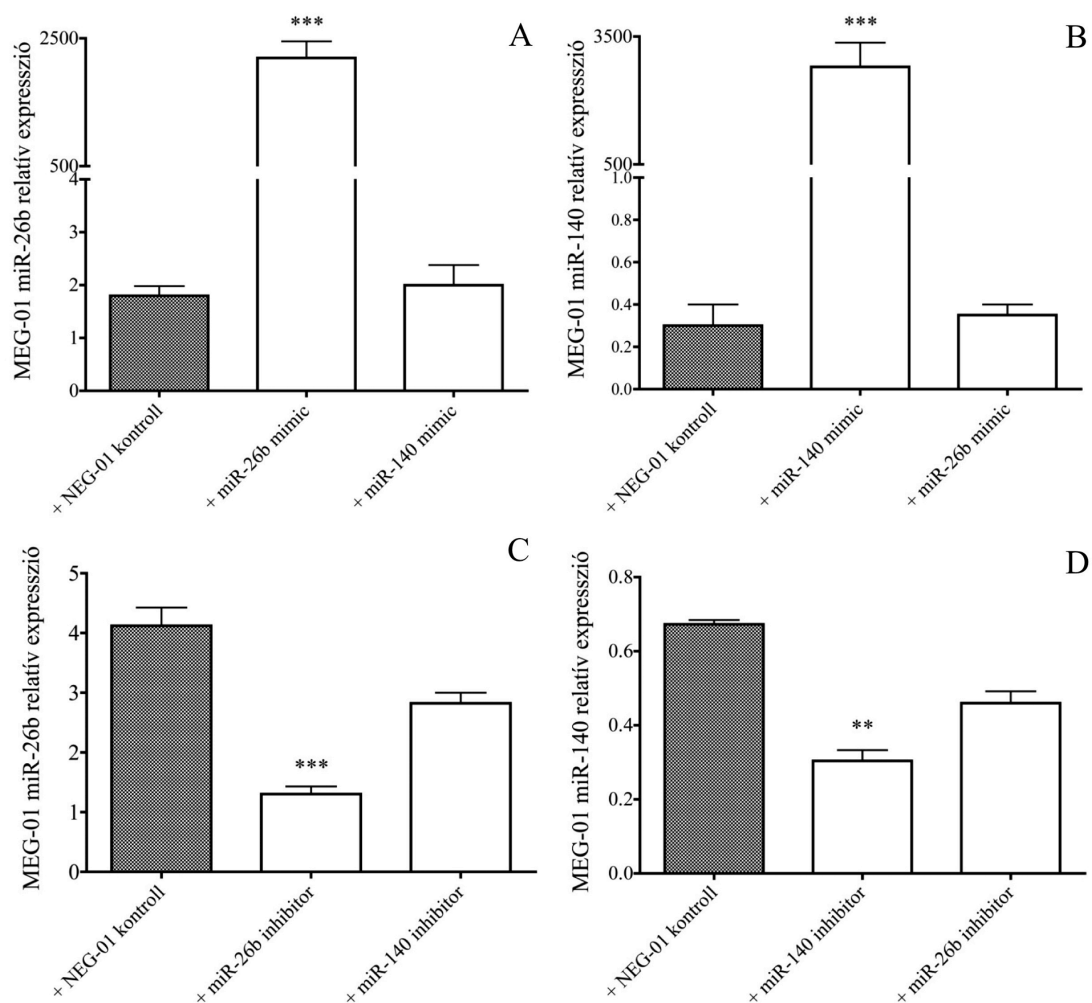 A
MEG-01 miR-26b relatív expresszió
2500
500
4
3
2
1
0
***
+ NEG-01 kontroll
+ miR-26b mimic
+ miR-140 mimic
B
MEG-01 miR-140 relatív expresszió
3500
500
1.0
0.8
0.6
0.4
0.2
0.0
***
+ NEG-01 kontroll
+ miR-140 mimic
+ miR-26b mimic
C
MEG-01 miR-26b relatív expresszió
5
4
3
2
1
0
***
+ NEG-01 kontroll
+ miR-26b inhibitor
+ miR-140 inhibitor
D
MEG-01 miR-140 relatív expresszió
0.8
0.6
0.4
0.2
0.0
**
+ NEG-01 kontroll
+ miR-140 inhibitor
+ miR-26b inhibitor